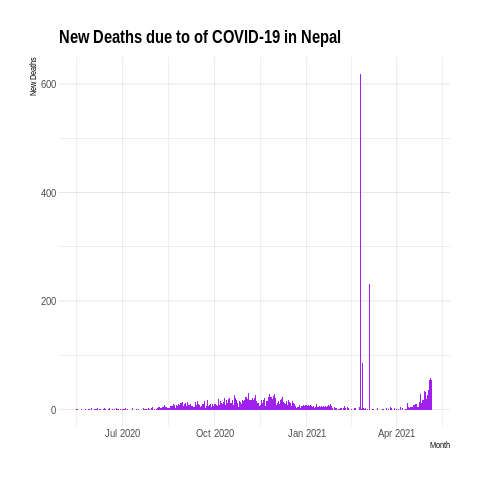 New Deaths due to of COVID-19 in Nepal
New Deaths
600
400
200
0
Jul 2020 Oct 2020 Jan 2021 Apr 2021
Month